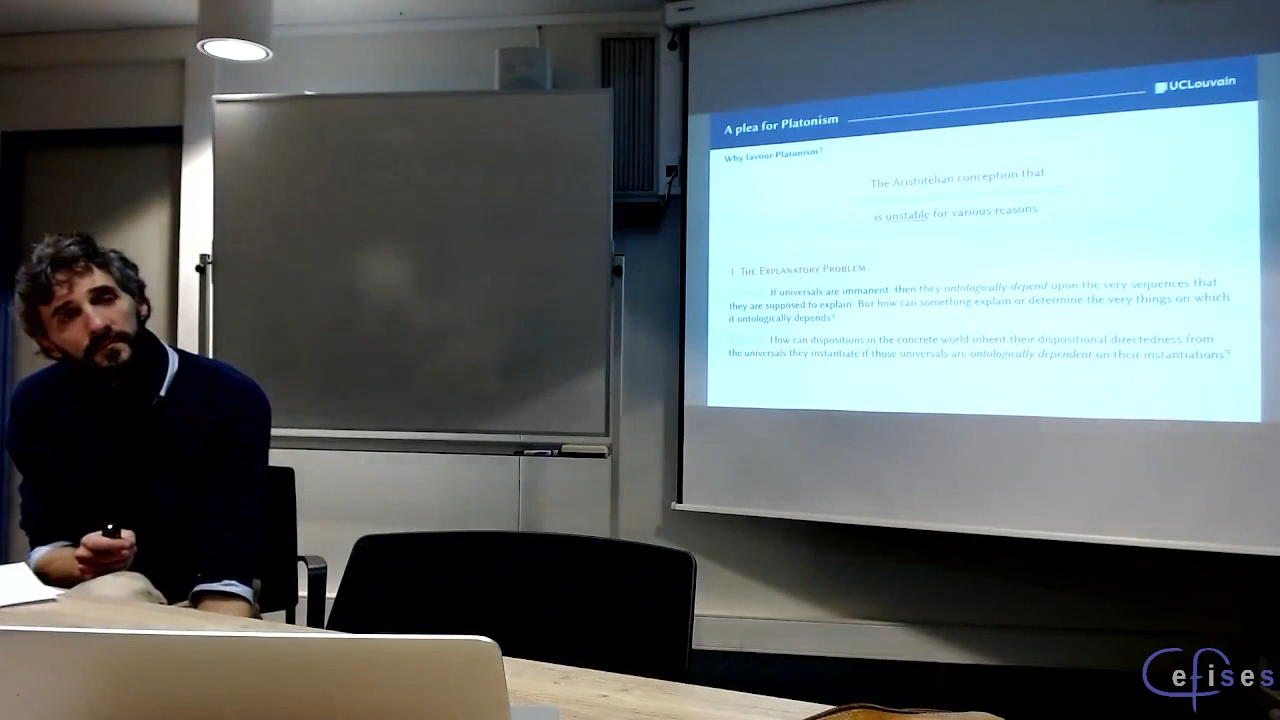 UCLouvain
A plea for Platonism
Why favour Platonism?
The Aristotelian conception that
is unstable for various reasons
1 THE EXPLANATORY PROBLEM
If universals are immanent, then they ontologically depend upon the very sequences that
they are supposed to explain. But how can something explain or determine the very things on which
it ontologically depends?
How can dispositions in the concrete world inherit their dispositional directedness from
the universals they instantiate if those universals are ontologically dependent on their instantiations?
Cefises